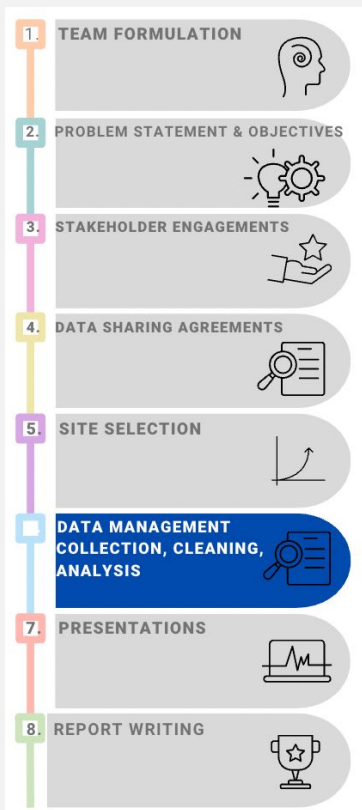 1. TEAM FORMULATION
2. PROBLEM STATEMENT & OBJECTIVES
3. STAKEHOLDER ENGAGEMENTS
4. DATA SHARING AGREEMENTS
5. SITE SELECTION
DATA MANAGEMENT
COLLECTION, CLEANING,
ANALYSIS
7. PRESENTATIONS
8. REPORT WRITING